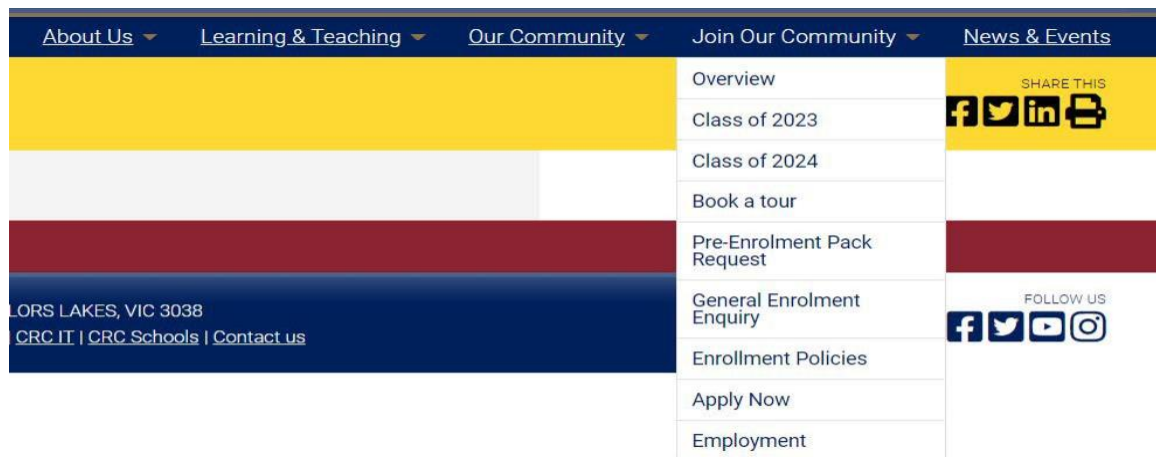 About Us Learning & Teaching Our Community Join Our Community News & Events
Overview
Class of 2023
Class of 2024
Book a tour
Pre-Enrolment Pack
Request
General Enrolment
Enquiry
Enrollment Policies
Apply Now
Employment
SHARE THIS
LORS LAKES, VIC 3038
| CRC IT | CRC Schools | Contact us
FOLLOW US